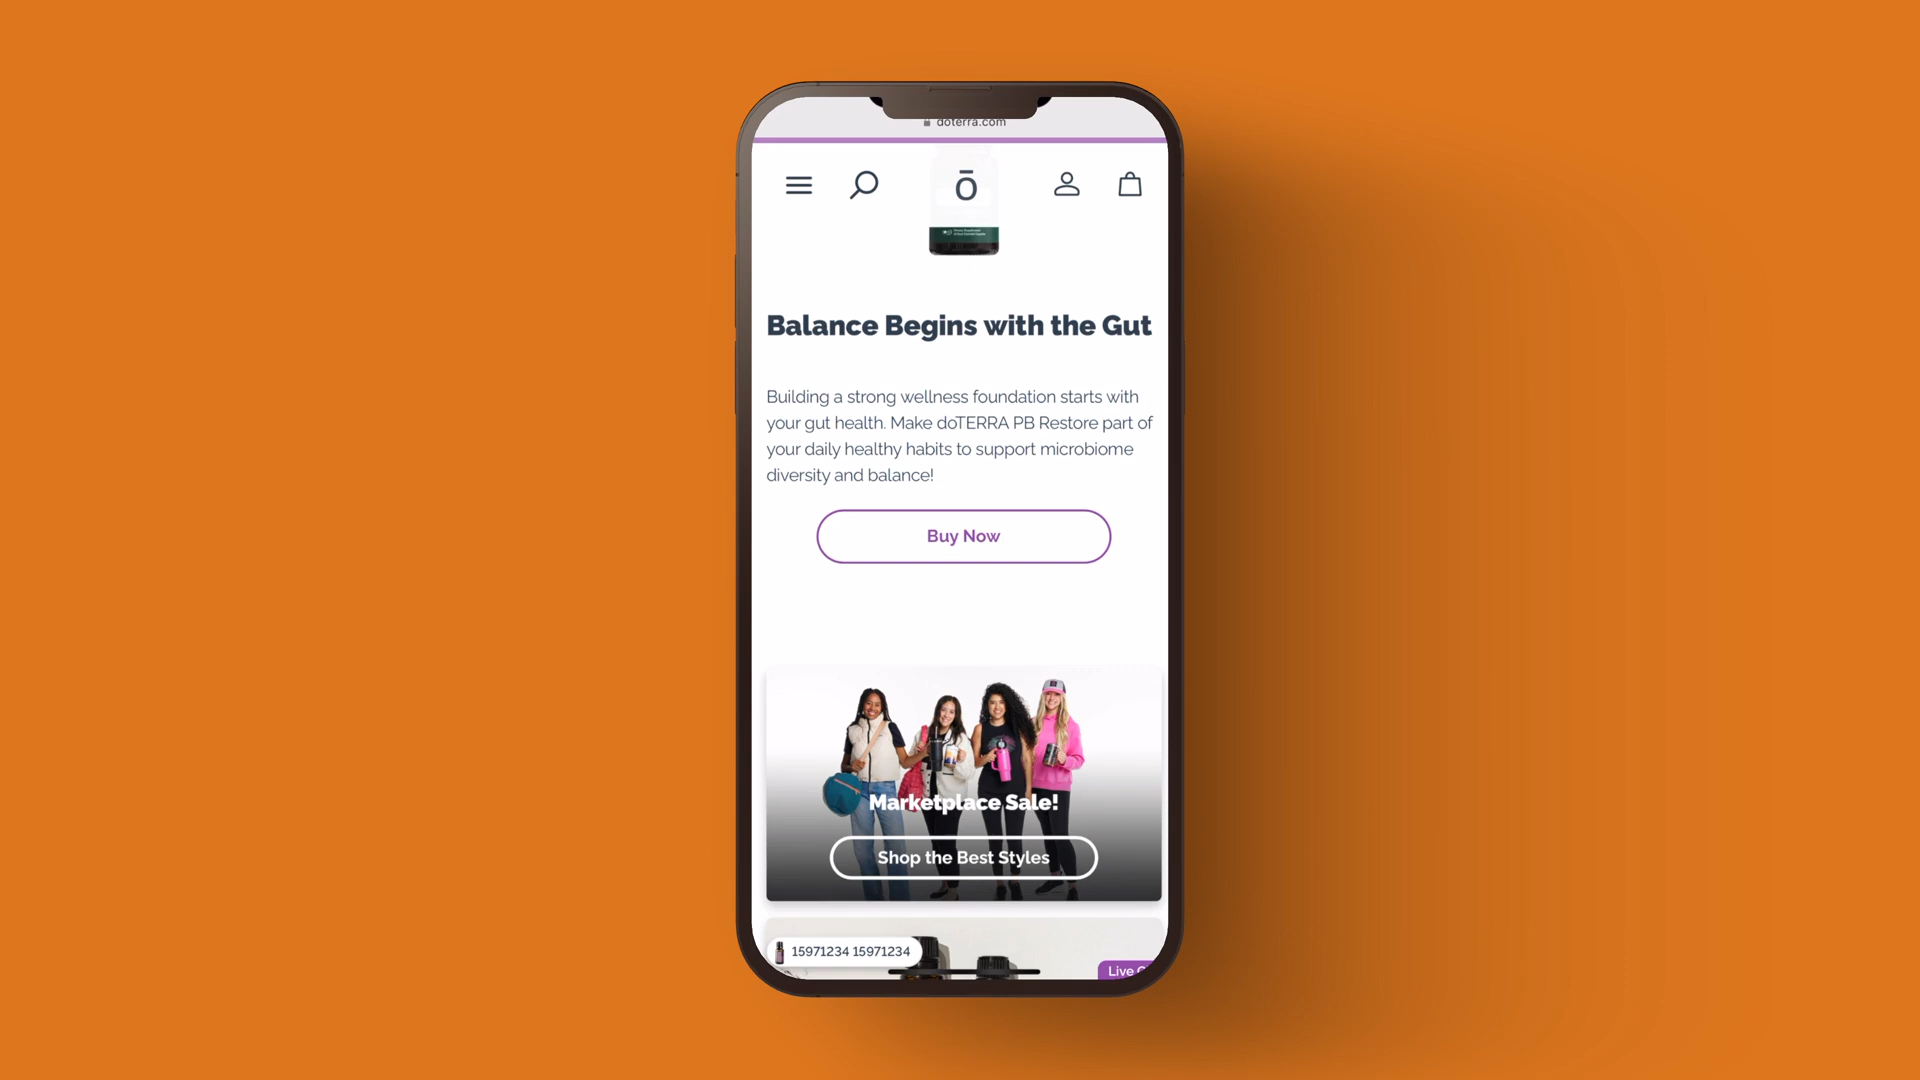 doterra.com
ō
Balance Begins with the Gut
Building a strong wellness foundation starts with
your gut health. Make doTERRA PB Restore part of
your daily healthy habits to support microbiome
diversity and balance!
Buy Now
Marketplace Sale!
Shop the Best Styles
15971234 15971234
Live